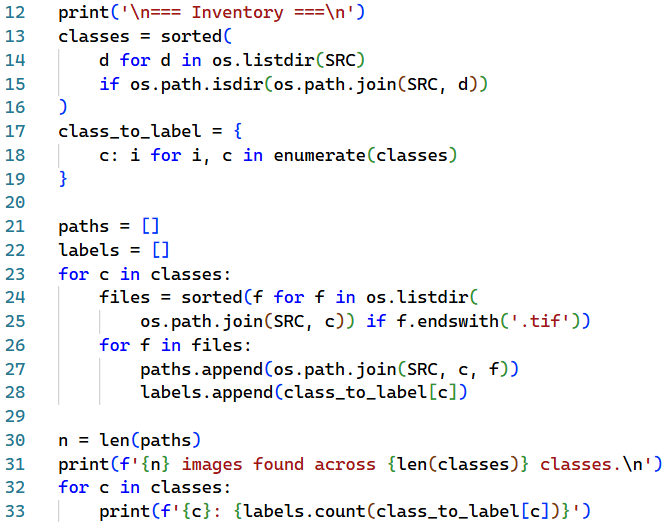 12 print('\n=== Inventory ===\n')
13 classes = sorted(
14     d for d in os.listdir(SRC)
15     if os.path.isdir(os.path.join(SRC, d))
16 )
17 class_to_label = {
18     c: i for i, c in enumerate(classes)
19 }
20
21 paths = []
22 labels = []
23 for c in classes:
24     files = sorted(f for f in os.listdir(
25         os.path.join(SRC, c)) if f.endswith('.tif'))
26     for f in files:
27         paths.append(os.path.join(SRC, c, f))
28         labels.append(class_to_label[c])
29
30 n = len(paths)
31 print(f'{n} images found across {len(classes)} classes.\n')
32 for c in classes:
33     print(f'{c}: {labels.count(class_to_label[c])}')